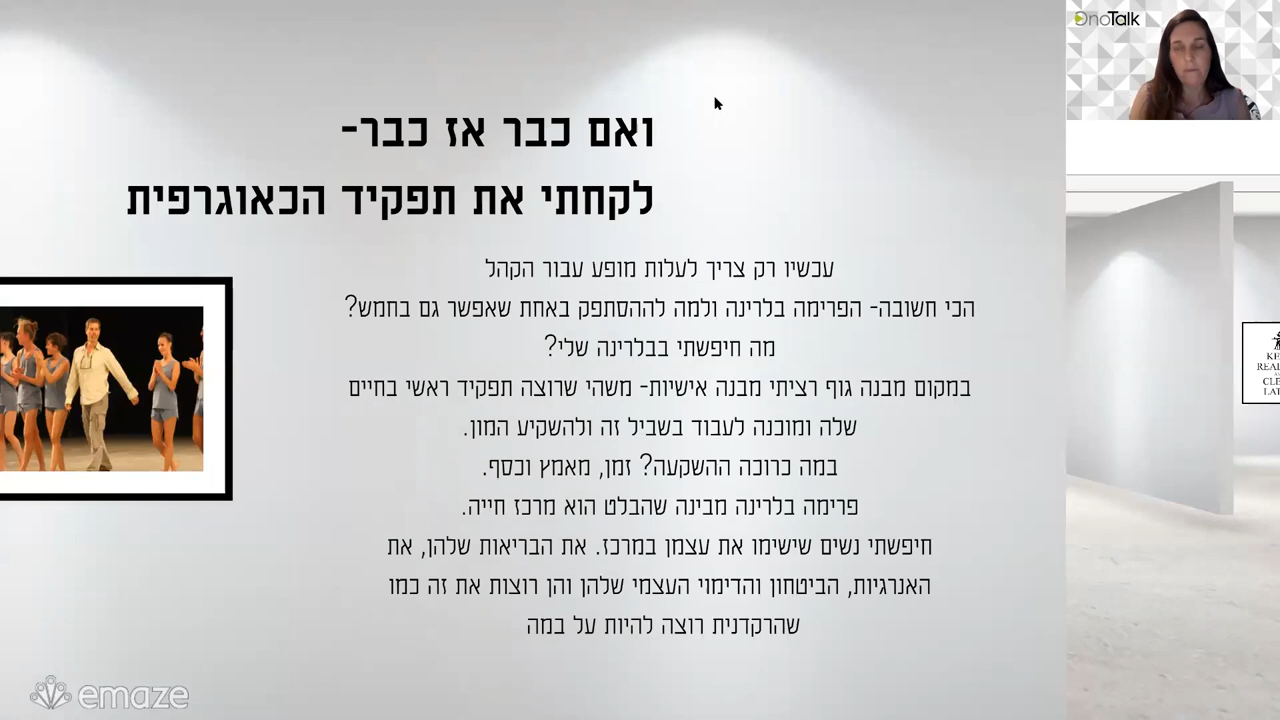 OnoTalk
ואם כבר אז כבר-
לקחתי את תפקיד הכאוגרפית
עכשיו רק צריך לעלות מופע עבור הקהל
הכי חשובה- הפרימה בלרינה ולמה לההסתפק באחת שאפשר גם בחמש?
מה חיפשתי בבלרינה שלי?
במקום מבנה גוף רציתי מבנה אישיות- משהי שרוצה תפקיד ראשי בחיים
שלה ומוכנה לעבוד בשביל זה ולהשקיע המון.
במה כרוכה ההשקעה? זמן, מאמץ וכסף.
פרימה בלרינה מבינה שהבלט הוא מרכז חייה.
חיפשתי נשים שישימו את עצמן במרכז. את הבריאות שלהן, את
האנרגיות, הביטחון והדימוי העצמי שלהן והן רוצות את זה כמו
שהרקדנית רוצה להיות על במה
emaze